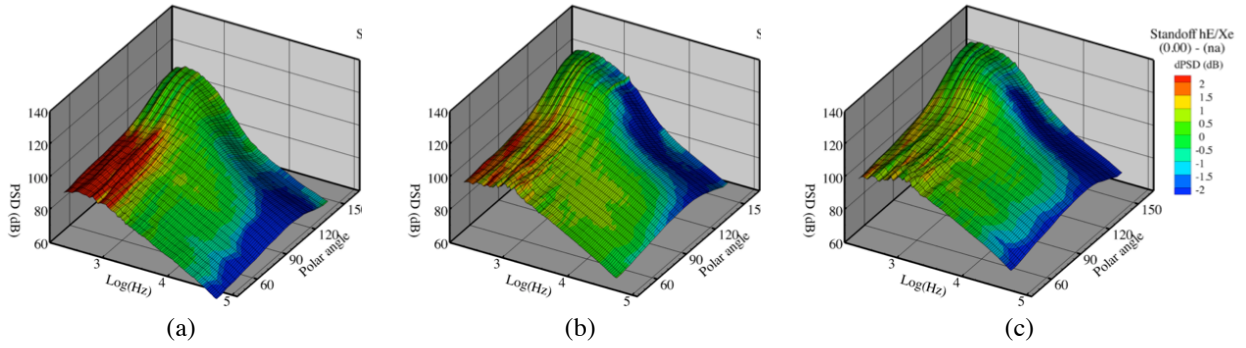 S
140
120
100
80
60
PSD (dB)
3
4
5
Log(Hz)
60
90
120
150
Polar angle
(a)
S
140
120
100
80
60
PSD (dB)
3
4
5
Log(Hz)
60
90
120
15
Polar angle
(b)
140
120
100
80
60
PSD (dB)
3
4
5
Log(Hz)
60
90
120
150
Polar angle
(c)
Standoff hE/Xe
(0.00) - (na)
dPSD (dB)
2
1.5
1
0.5
0
-0.5
-1
-1.5
-2